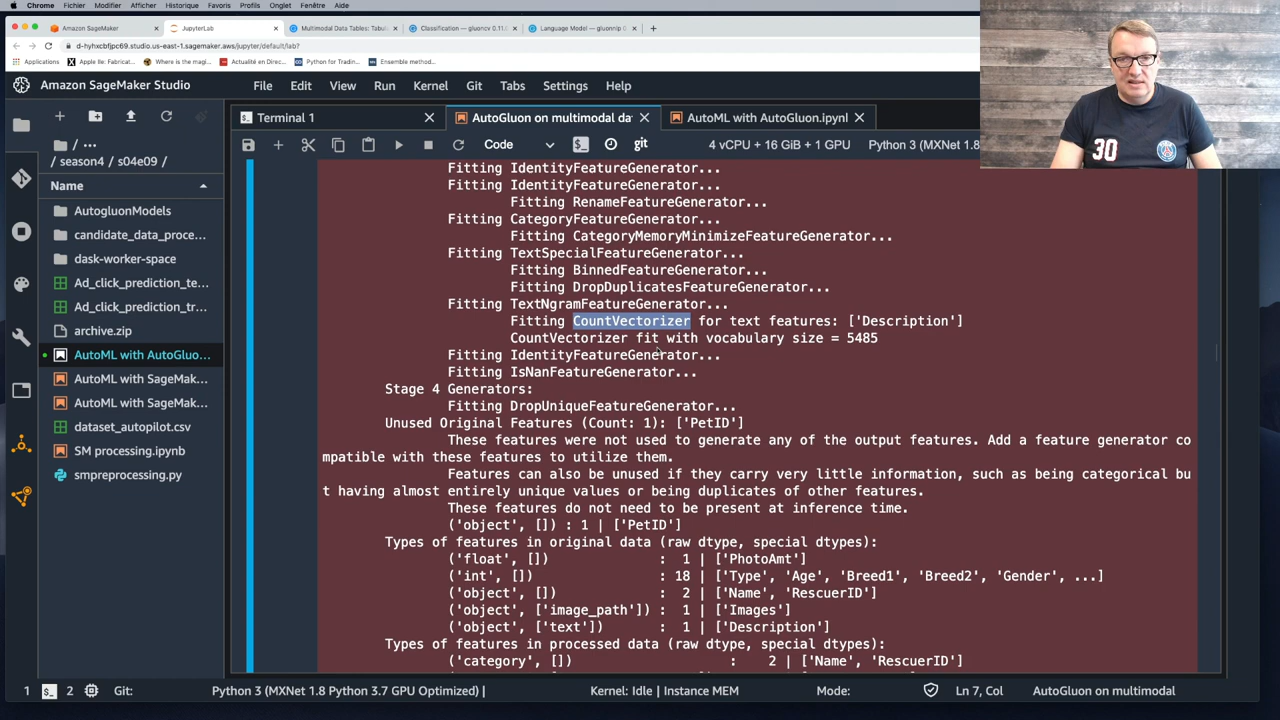 Chrome Fichier Modifier Afficher Historique Favoris Profils Onglet Fenêtre Aide
Amazon SageMaker
JupyterLab
Multimodal Data Tables: Tabula
Classification — gluoncv 0.11.0
Language Model — gluonnlp 0.
d-hyhxcbfjpc69.studio.us-east-1.sagemaker.aws/jupyter/default/lab?
Applications
Apple IIe: Fabricat...
Where is the magi...
Actualité en Direc...
Python for Tradin...
Ensemble method...
Amazon SageMaker Studio
File Edit View Run Kernel Git Tabs Settings Help
Terminal 1
AutoGluon on multimodal da
AutoML with AutoGluon.ipynl
Code
git
4 vCPU + 16 GiB + 1 GPU
Python 3 (MXNet 1.8
/ ...
/ season4 / s04e09 /
Name
AutogluonModels
candidate_data_proce...
dask-worker-space
Ad_click_prediction_te...
Ad_click_prediction_tr...
archive.zip
AutoML with AutoGluo...
AutoML with SageMak...
AutoML with SageMak...
dataset_autopilot.csv
SM processing.ipynb
smpreprocessing.py
Fitting IdentityFeatureGenerator...
Fitting IdentityFeatureGenerator...
Fitting RenameFeatureGenerator...
Fitting CategoryFeatureGenerator...
Fitting CategoryMemoryMinimizeFeatureGenerator...
Fitting TextSpecialFeatureGenerator...
Fitting BinnedFeatureGenerator...
Fitting DropDuplicatesFeatureGenerator...
Fitting TextNgramFeatureGenerator...
Fitting CountVectorizer for text features: ['Description']
CountVectorizer fit with vocabulary size = 5485
Fitting IdentityFeatureGenerator...
Fitting IsNanFeatureGenerator...
Stage 4 Generators:
Fitting DropUniqueFeatureGenerator...
Unused Original Features (Count: 1): ['PetID']
These features were not used to generate any of the output features. Add a feature generator co
mpatible with these features to utilize them.
Features can also be unused if they carry very little information, such as being categorical bu
t having almost entirely unique values or being duplicates of other features.
These features do not need to be present at inference time.
('object', []) : 1 | ['PetID']
Types of features in original data (raw dtype, special dtypes):
('float', []) : 1 | ['PhotoAmt']
('int', []) : 18 | ['Type', 'Age', 'Breed1', 'Breed2', 'Gender', ...]
('object', []) : 2 | ['Name', 'RescuerID']
('object', ['image_path']) : 1 | ['Images']
('object', ['text']) : 1 | ['Description']
Types of features in processed data (raw dtype, special dtypes):
('category', []) : 2 | ['Name', 'RescuerID']
1 2 Git: Python 3 (MXNet 1.8 Python 3.7 GPU Optimized) | Kernel: Idle | Instance MEM Mode: Ln 7, Col AutoGluon on multimodal
30